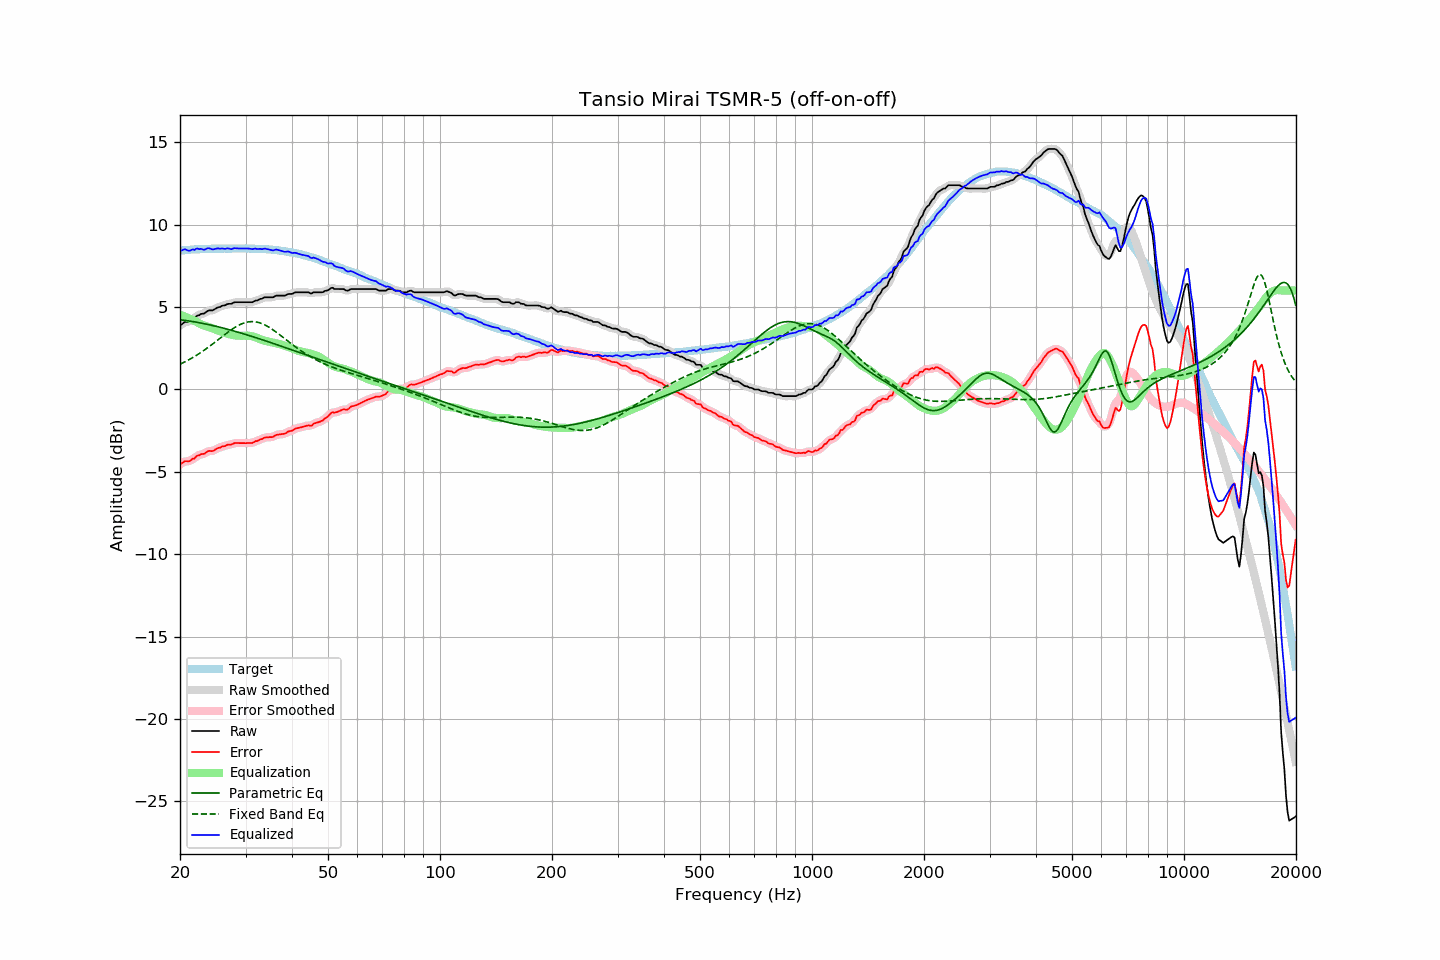 Tansio Mirai TSMR-5 (off-on-off)
15
10
5
0
−5
−10
−15
−20
−25
Amplitude (dBr)
Target
Raw Smoothed
Error Smoothed
Raw
Error
Equalization
Parametric Eq
Fixed Band Eq
Equalized
20 50 100 200 500 1000 2000 5000 10000 20000
Frequency (Hz)